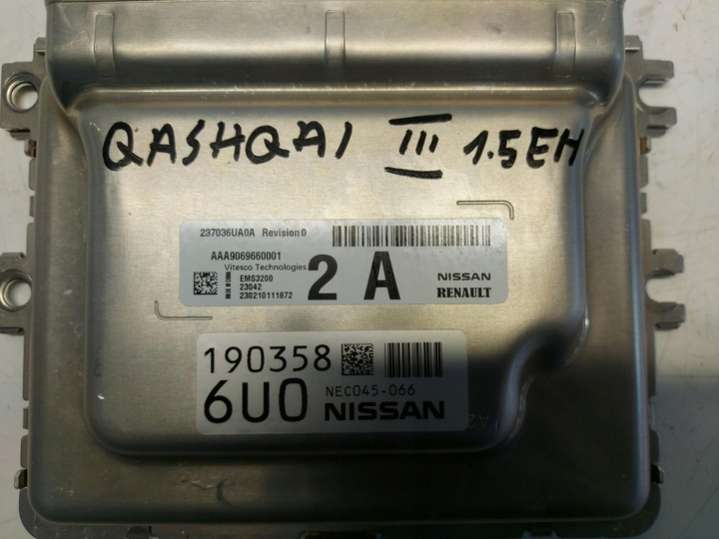 QASHQAI III 1.5EH
237036UA0A Revision 0
AAA9069660001
Vitesco Technologies
EMS3200
23042
230210111672
2 A
NISSAN
RENAULT
190358
6U0
NEC045-066
NISSAN